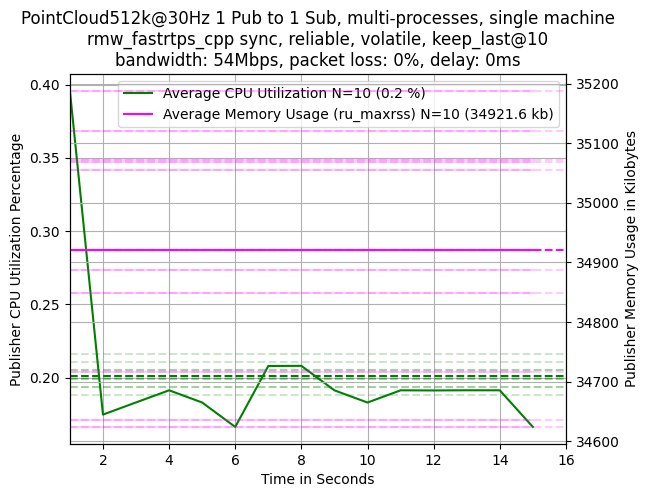 PointCloud512k@30Hz 1 Pub to 1 Sub, multi-processes, single machine
rmw_fastrtps_cpp sync, reliable, volatile, keep_last@10
bandwidth: 54Mbps, packet loss: 0%, delay: 0ms
Average CPU Utilization N=10 (0.2 %)
Average Memory Usage (ru_maxrss) N=10 (34921.6 kb)
Publisher CPU Utilization Percentage
0.40
0.35
0.30
0.25
0.20
35200
35100
35000
34900
34800
34700
34600
Publisher Memory Usage in Kilobytes
2 4 6 8 10 12 14 16
Time in Seconds